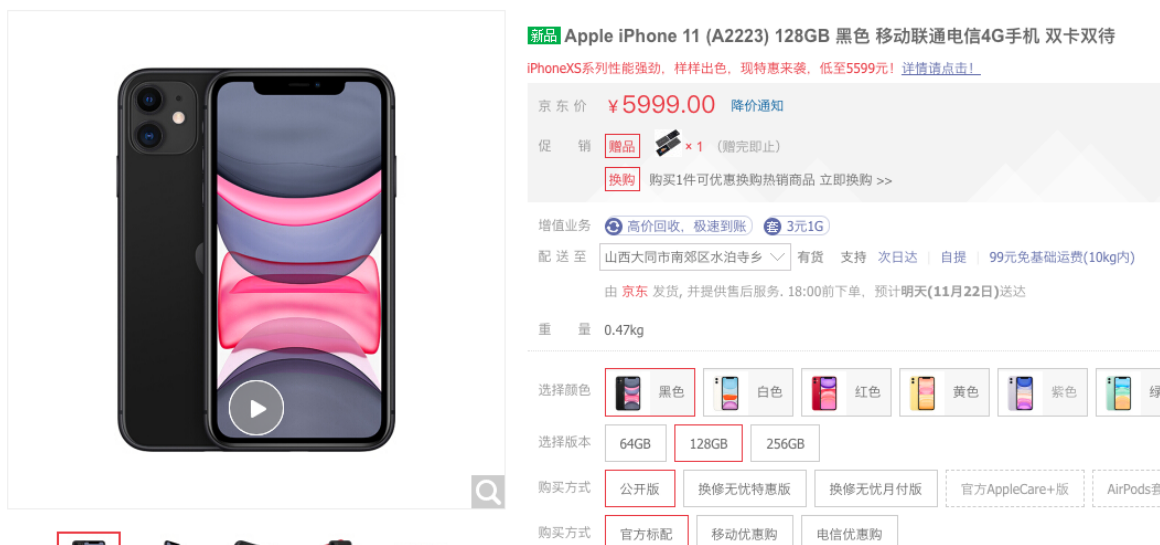 新品 Apple iPhone 11 (A2223) 128GB 黑色 移动联通电信4G手机 双卡双待
iPhoneXS系列性能强劲，样样出色，现特惠来袭，低至5599元！详情请点击！
京东价 ￥5999.00 降价通知
促销 赠品 × 1 （赠完即止）
换购 购买1件可优惠换购热销商品 立即换购 >>
增值业务 高价回收，极速到账 套 3元1G
配送至 山西大同市南郊区水泊寺乡 有货 支持 次日达 自提 99元免基础运费(10kg内)
由 京东 发货, 并提供售后服务. 18:00前下单，预计明天(11月22日)送达
重量 0.47kg
选择颜色 黑色 白色 红色 黄色 紫色
选择版本 64GB 128GB 256GB
购买方式 公开版 换修无忧特惠版 换修无忧月付版 官方AppleCare+版 AirPods
购买方式 官方标配 移动优惠购 电信优惠购